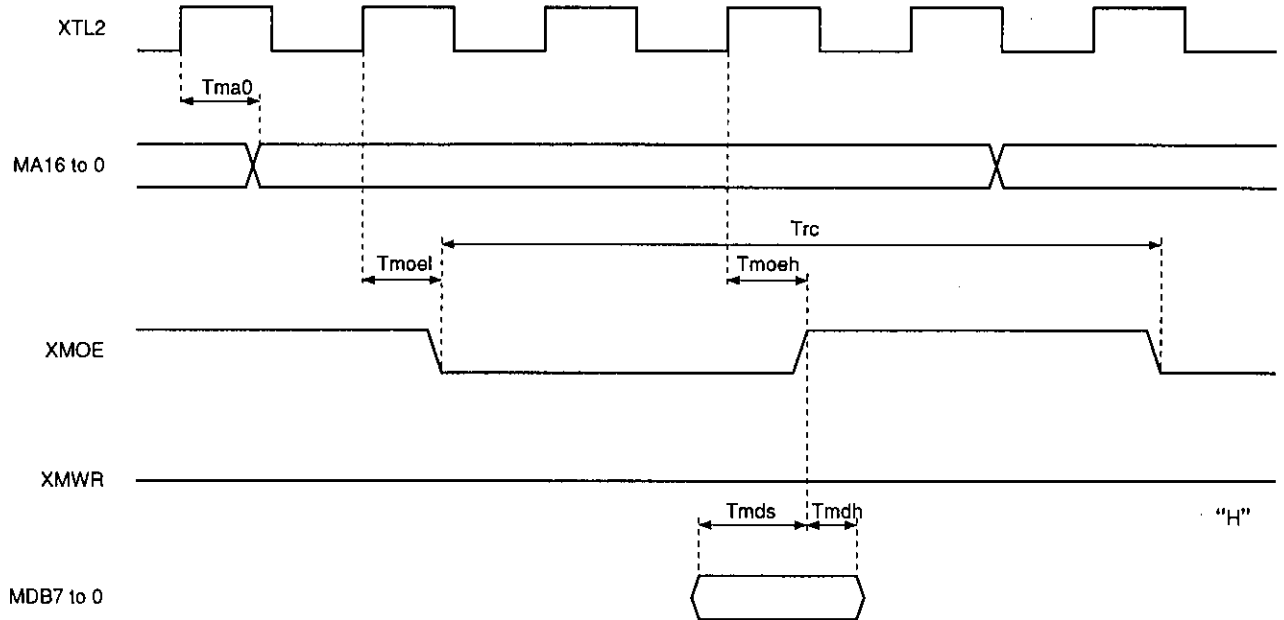 XTL2
Tma0
MA16 to 0
Trc
Tmoel
Tmoeh
XMOE
XMWR
Tmds
Tmdh
"H"
MDB7 to 0